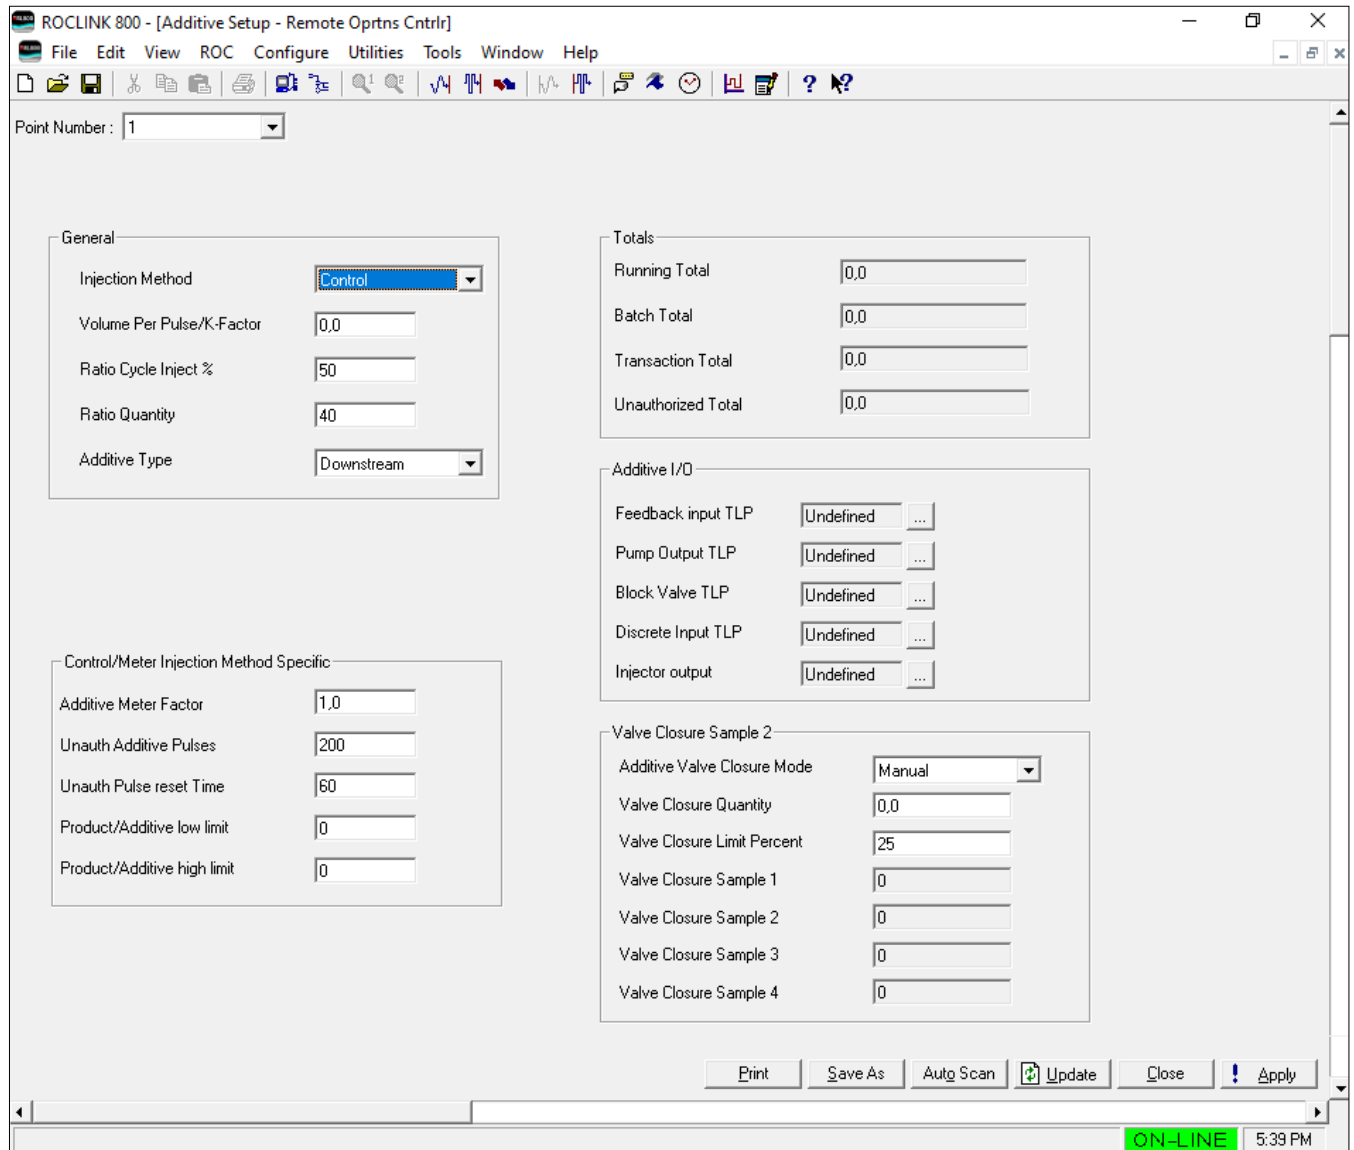 ROCLINK 800 - [Additive Setup - Remote Oprtns Cntrlr]
File Edit View ROC Configure Utilities Tools Window Help
Point Number : 1
General
Injection Method Control
Volume Per Pulse/K-Factor 0,0
Ratio Cycle Inject % 50
Ratio Quantity 40
Additive Type Downstream
Control/Meter Injection Method Specific
Additive Meter Factor 1,0
Unauth Additive Pulses 200
Unauth Pulse reset Time 60
Product/Additive low limit 0
Product/Additive high limit 0
Totals
Running Total 0,0
Batch Total 0,0
Transaction Total 0,0
Unauthorized Total 0,0
Additive I/O
Feedback input TLP Undefined ...
Pump Output TLP Undefined ...
Block Valve TLP Undefined ...
Discrete Input TLP Undefined ...
Injector output Undefined ...
Valve Closure Sample 2
Additive Valve Closure Mode Manual
Valve Closure Quantity 0,0
Valve Closure Limit Percent 25
Valve Closure Sample 1 0
Valve Closure Sample 2 0
Valve Closure Sample 3 0
Valve Closure Sample 4 0
Print Save As Auto Scan Update Close ! Apply
ON-LINE 5:39 PM